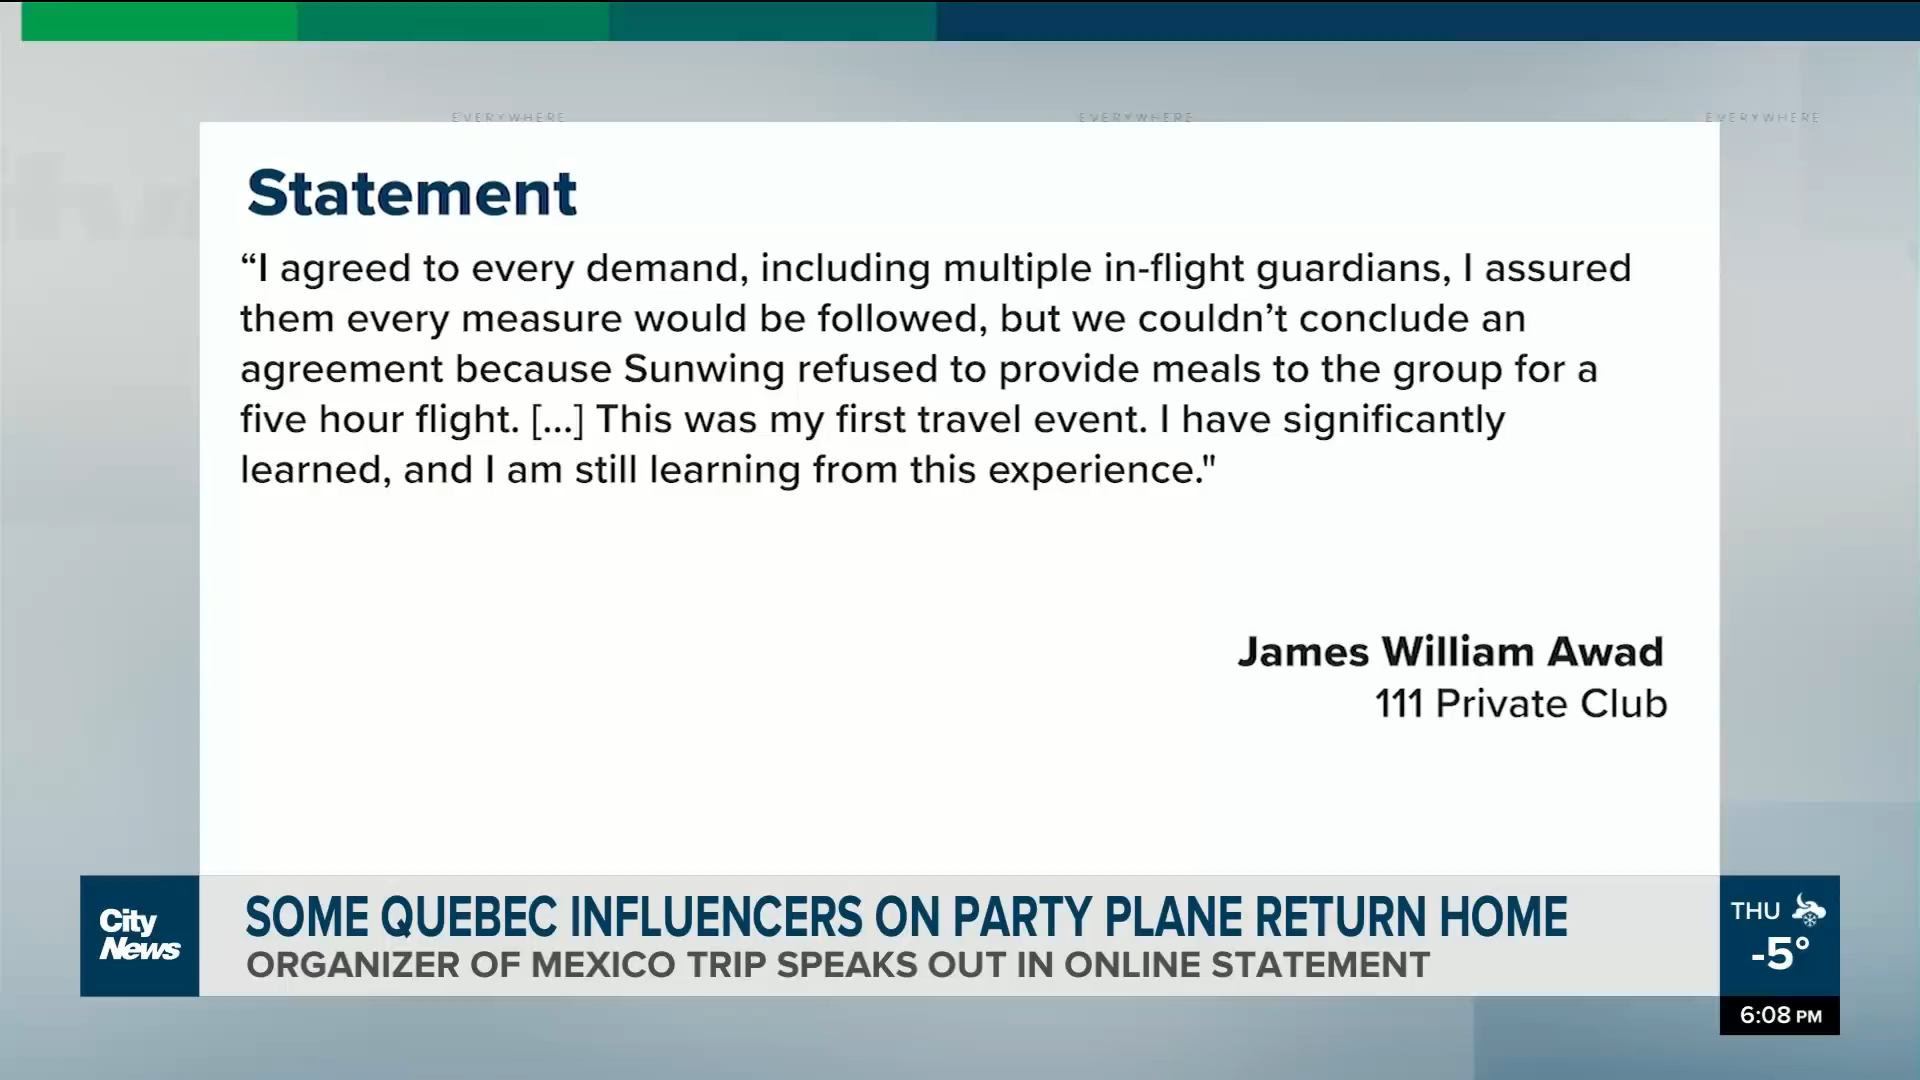 EVERYWHERE EVERYWHERE EVERYWHERE
Statement
“I agreed to every demand, including multiple in-flight guardians, I assured
them every measure would be followed, but we couldn’t conclude an
agreement because Sunwing refused to provide meals to the group for a
five hour flight. [...] This was my first travel event. I have significantly
learned, and I am still learning from this experience."
James William Awad
111 Private Club
City
News
SOME QUEBEC INFLUENCERS ON PARTY PLANE RETURN HOME
ORGANIZER OF MEXICO TRIP SPEAKS OUT IN ONLINE STATEMENT
THU
-5°
6:08 PM